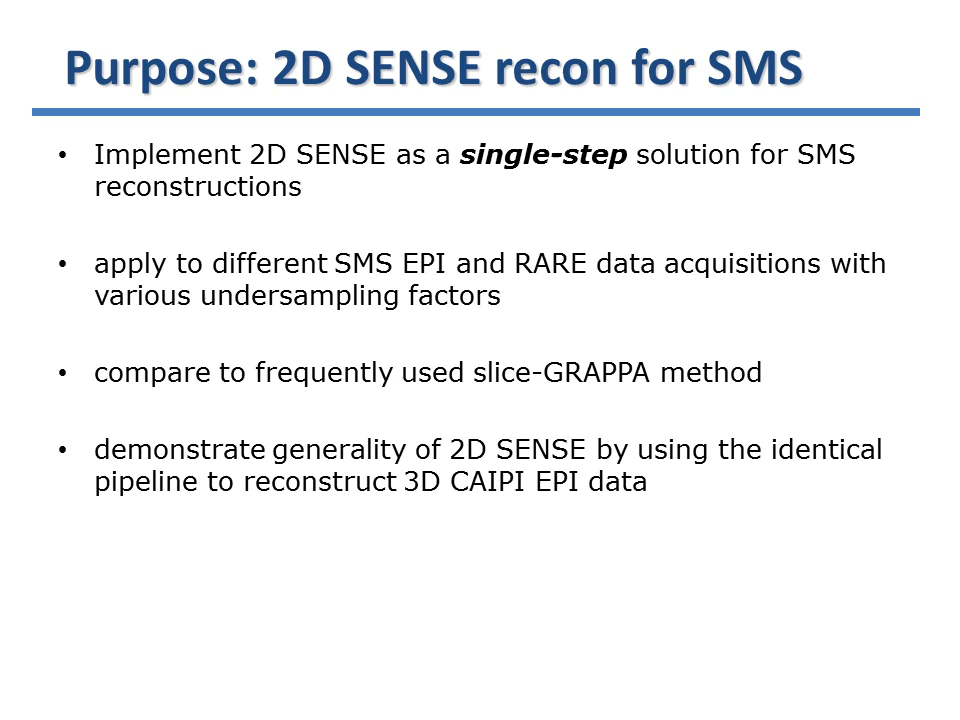 Purpose: 2D SENSE recon for SMS
• Implement 2D SENSE as a single-step solution for SMS
reconstructions
• apply to different SMS EPI and RARE data acquisitions with
various undersampling factors
• compare to frequently used slice-GRAPPA method
• demonstrate generality of 2D SENSE by using the identical
pipeline to reconstruct 3D CAIPI EPI data